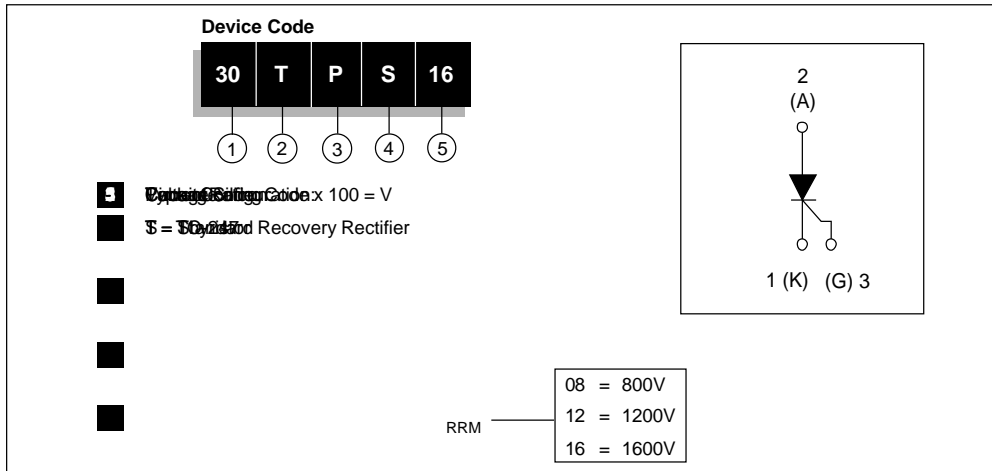 Device Code
30 T P S 16
1 2 3 4 5
x 100 = V
Recovery Rectifier
2
(A)
1 (K) (G) 3
RRM
08 = 800V
12 = 1200V
16 = 1600V